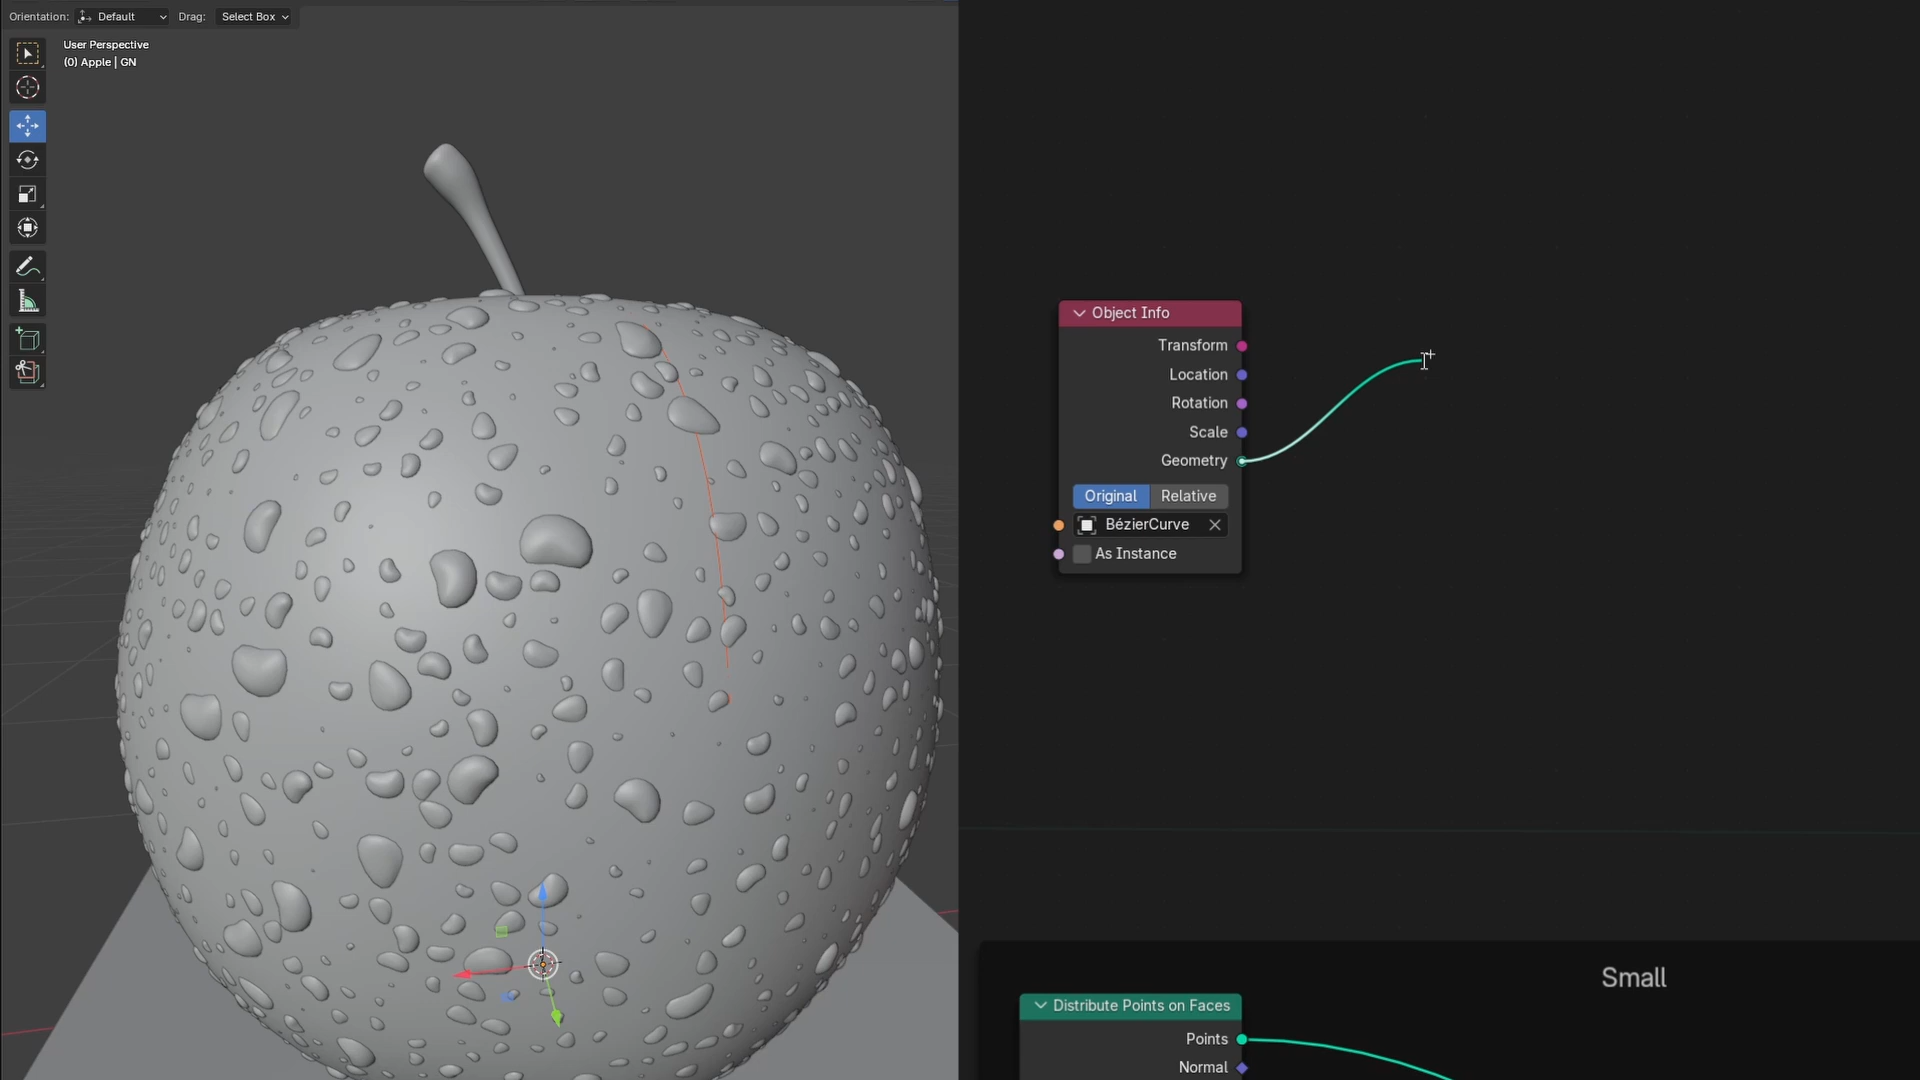 Orientation: Default Drag: Select Box
User Perspective
(0) Apple | GN
Object Info
Transform
Location
Rotation
Scale
Geometry
Original Relative
BézierCurve
As Instance
Small
Distribute Points on Faces
Points
Normal